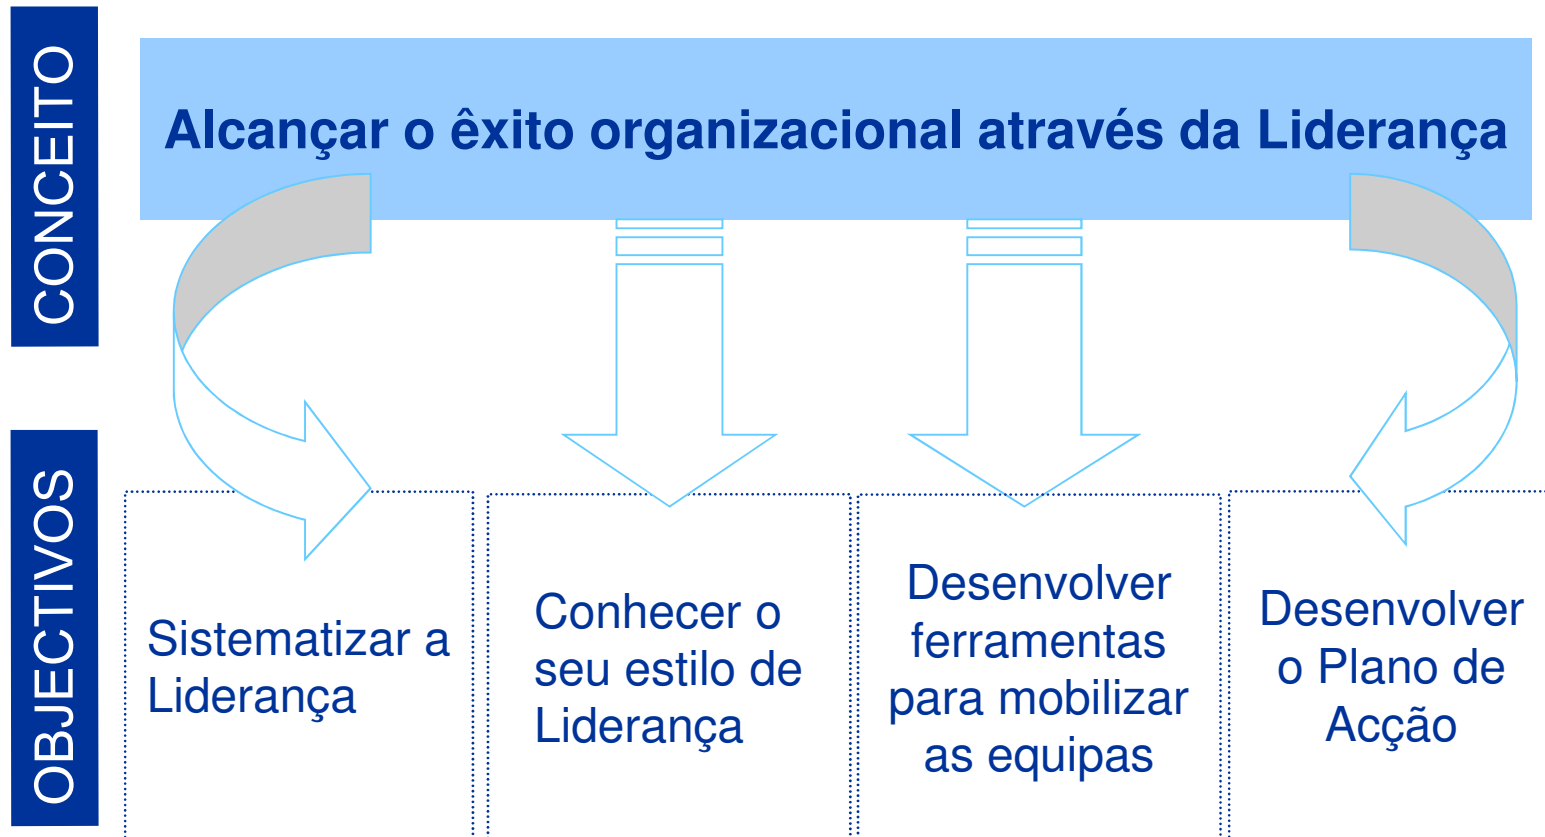 CONCEITO
Alcançar o êxito organizacional através da Liderança
OBJECTIVOS
Sistematizar a
Liderança
Conhecer o
seu estilo de
Liderança
Desenvolver
ferramentas
para mobilizar
as equipas
Desenvolver
o Plano de
Acção